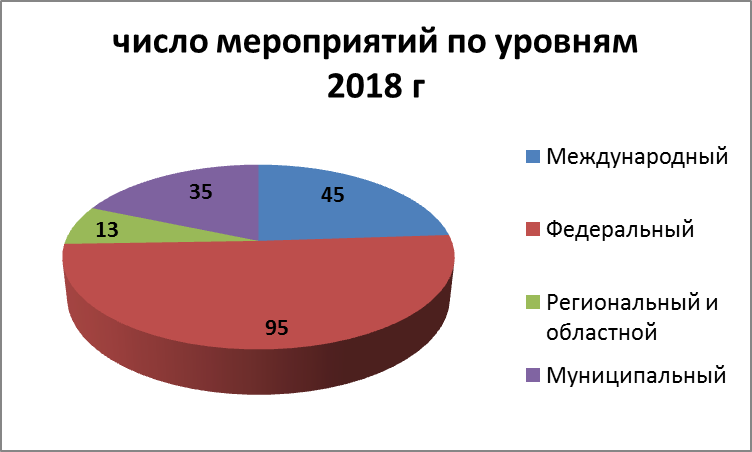 число мероприятий по уровням
2018 г
35
45
13
95
Международный
Федеральный
Региональный и
областной
Муниципальный